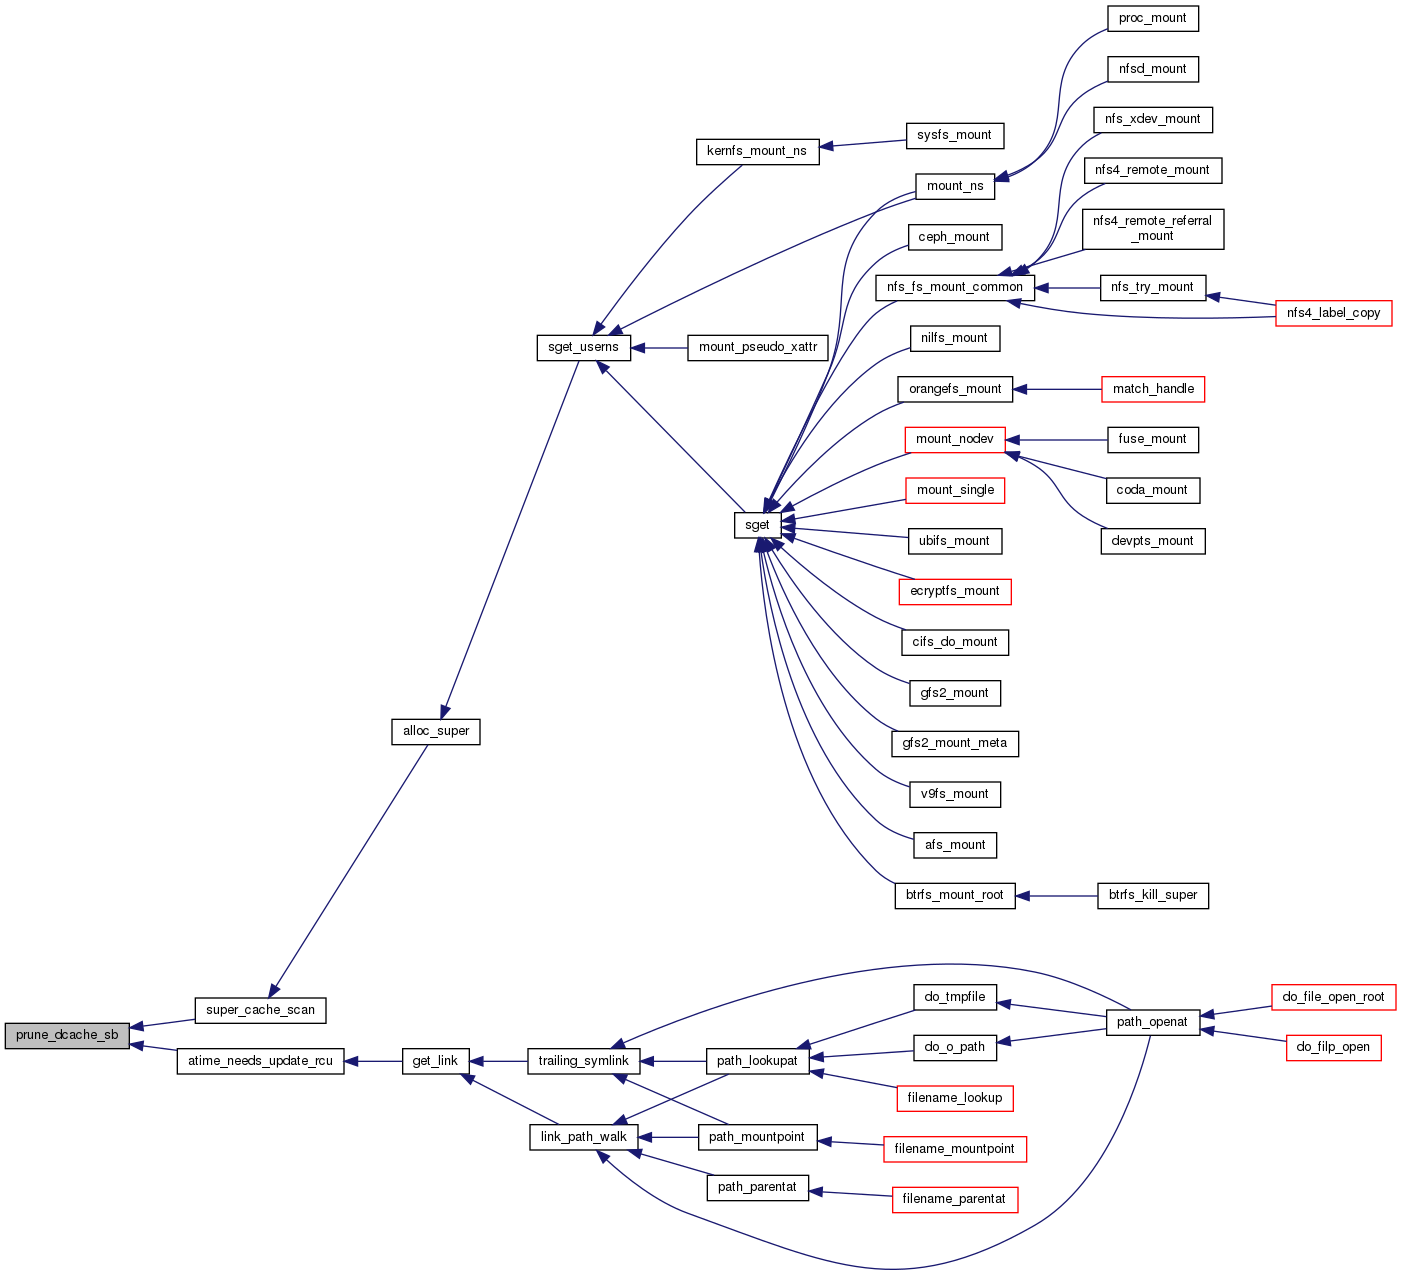 proc_mount
nfsd_mount
nfs_xdev_mount
sysfs_mount
kernfs_mount_ns
nfs4_remote_mount
mount_ns
nfs4_remote_referral
_mount
ceph_mount
nfs_fs_mount_common
nfs_try_mount
nfs4_label_copy
nilfs_mount
sget_userns
mount_pseudo_xattr
orangefs_mount
match_handle
mount_nodev
fuse_mount
mount_single
coda_mount
sget
ubifs_mount
devpts_mount
ecryptfs_mount
cifs_do_mount
gfs2_mount
alloc_super
gfs2_mount_meta
v9fs_mount
afs_mount
btrfs_mount_root
btrfs_kill_super
super_cache_scan
do_tmpfile
do_file_open_root
prune_dcache_sb
path_openat
atime_needs_update_rcu
get_link
trailing_symlink
path_lookupat
do_o_path
do_filp_open
filename_lookup
link_path_walk
path_mountpoint
filename_mountpoint
path_parentat
filename_parentat